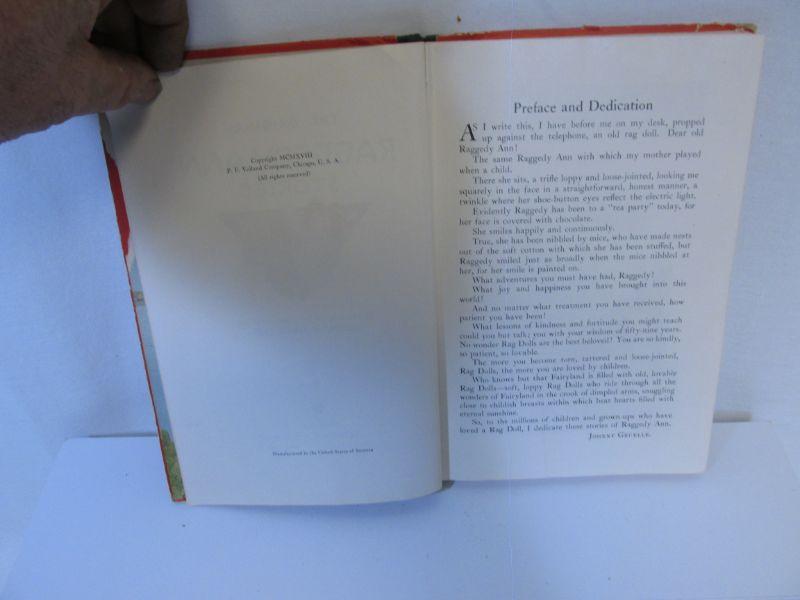 Copyright MCMXVIII
P. F. Volland Company, Chicago, U. S. A.
(All rights reserved)
Manufactured in the United States of America
Preface and Dedication
AS I write this, I have before me on my desk, propped
up against the telephone, an old rag doll. Dear old
Raggedy Ann!
The same Raggedy Ann with which my mother played
when a child.
There she sits, a trifle loppy and loose-jointed, looking me
squarely in the face in a straightforward, honest manner, a
twinkle where her shoe-button eyes reflect the electric light.
Evidently Raggedy has been to a "tea party" today, for
her face is covered with chocolate.
She smiles happily and continuously.
True, she has been nibbled by mice, who have made nests
out of the soft cotton with which she has been stuffed, but
Raggedy smiled just as broadly when the mice nibbled at
her, for her smile is painted on.
What adventures you must have had, Raggedy!
What joy and happiness you have brought into this
world!
And no matter what treatment you have received, how
patient you have been!
What lessons of kindness and fortitude you might teach
could you but talk; you with your wisdom of fifty-nine years.
No wonder Rag Dolls are the best beloved! You are so kindly,
so patient, so lovable.
The more you become torn, tattered and loose-jointed,
Rag Dolls, the more you are loved by children.
Who knows but that Fairyland is filled with old, lovable
Rag Dolls—soft, loppy Rag Dolls who ride through all the
wonders of Fairyland in the crook of dimpled arms, snuggling
close to childish breasts within which beat hearts filled with
eternal sunshine.
So, to the millions of children and grown-ups who have
loved a Rag Doll, I dedicate these stories of Raggedy Ann.
JOHNNY GRUELLE.